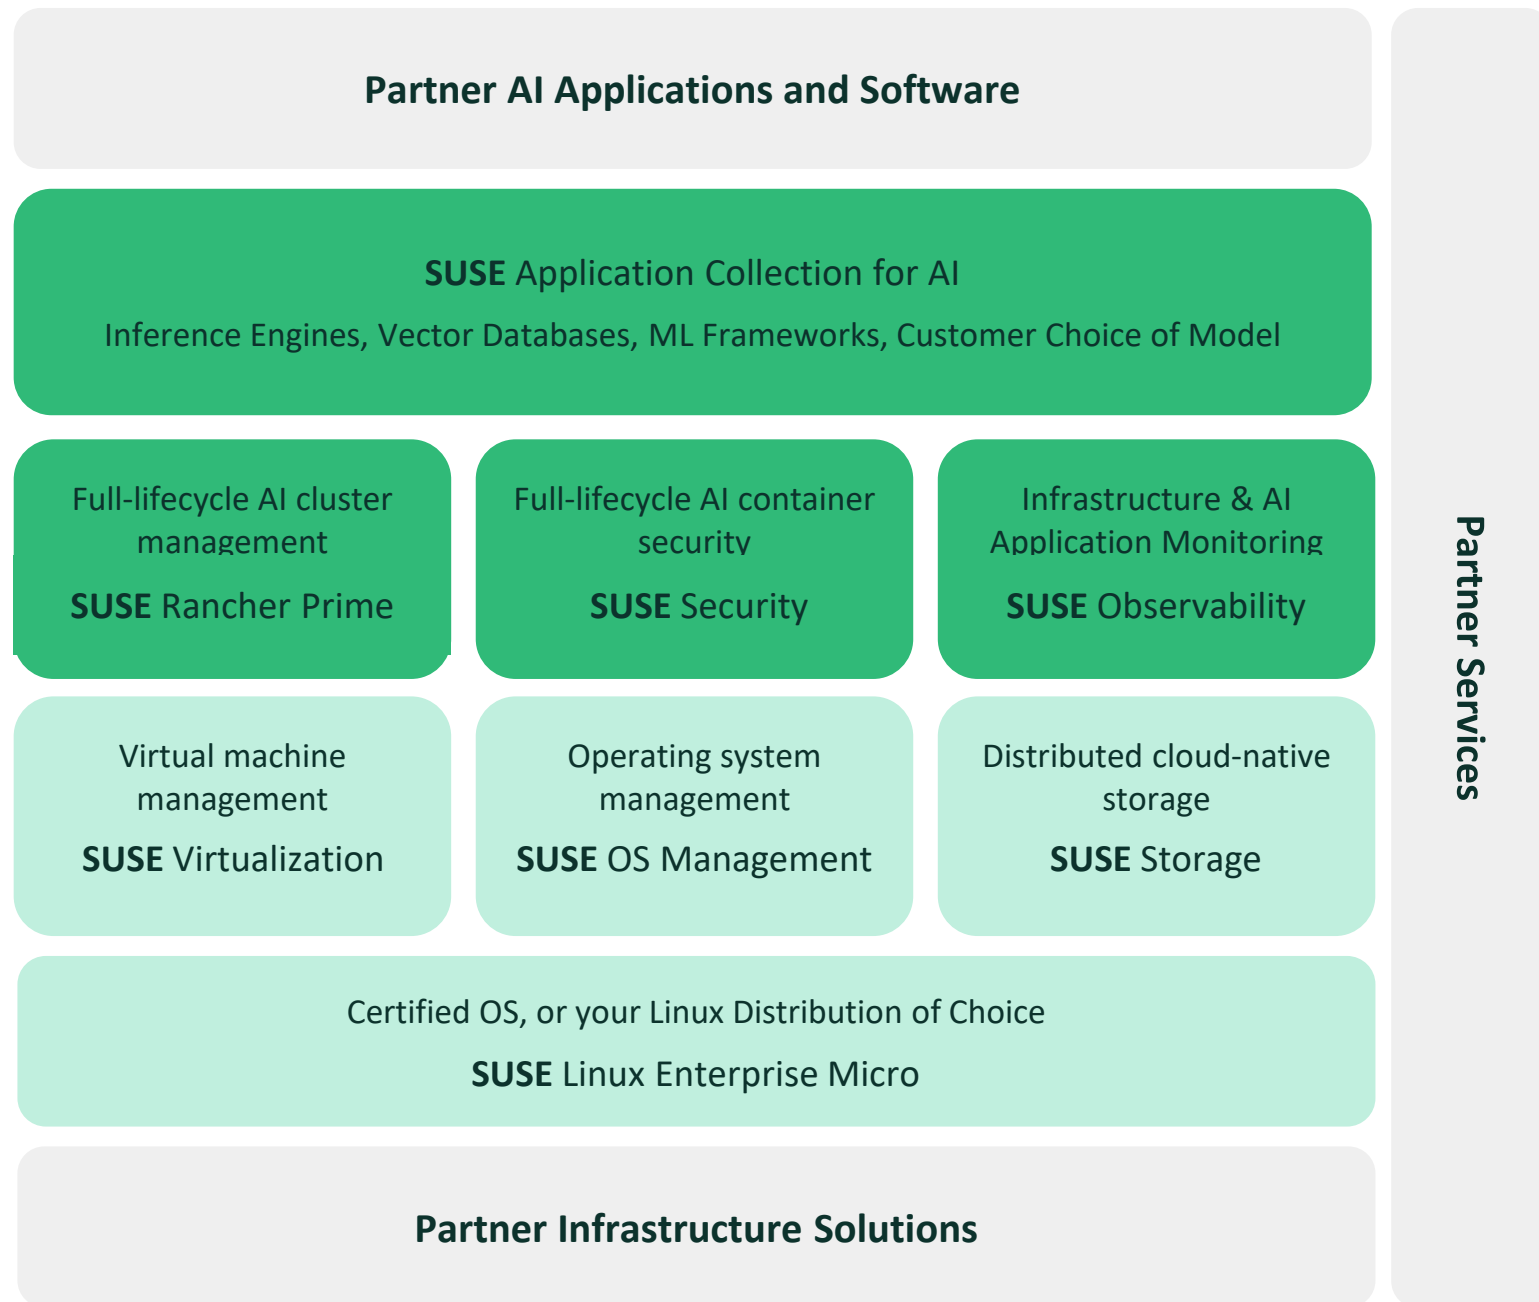 Partner AI Applications and Software
SUSE Application Collection for AI
Inference Engines, Vector Databases, ML Frameworks, Customer Choice of Model
Full-lifecycle AI cluster
management
SUSE Rancher Prime
Full-lifecycle AI container
security
SUSE Security
Infrastructure & AI
Application Monitoring
SUSE Observability
Virtual machine
management
SUSE Virtualization
Operating system
management
SUSE OS Management
Distributed cloud-native
storage
SUSE Storage
Certified OS, or your Linux Distribution of Choice
SUSE Linux Enterprise Micro
Partner Infrastructure Solutions
Partner Services